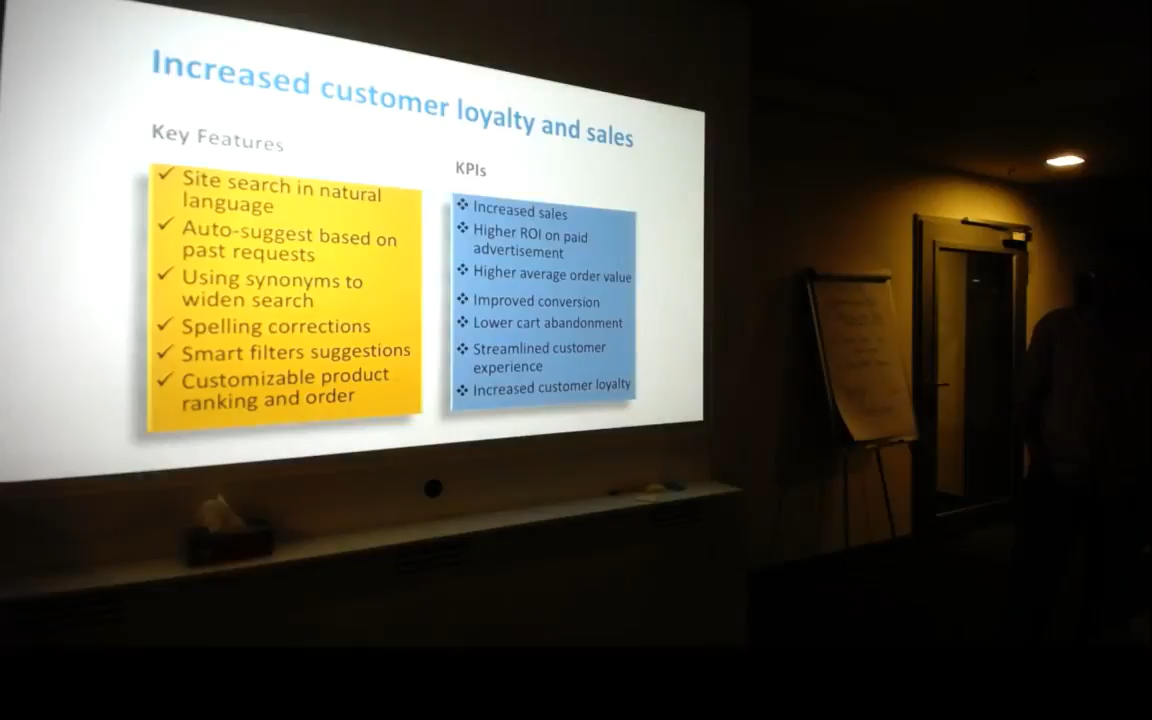 Increased customer loyalty and sales
Key Features
✓ Site search in natural
language
✓ Auto-suggest based on
past requests
✓ Using synonyms to
widen search
✓ Spelling corrections
✓ Smart filters suggestions
✓ Customizable product
ranking and order
KPIs
❖ Increased sales
❖ Higher ROI on paid
advertisement
❖ Higher average order value
❖ Improved conversion
❖ Lower cart abandonment
❖ Streamlined customer
experience
❖ Increased customer loyalty